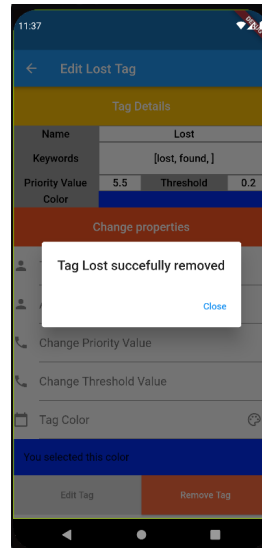 11:37
Edit Lost Tag
Tag Details
Name Lost
Keywords [lost, found, ]
Priority Value 5.5 Threshold 0.2
Color
Change properties
Tag Lost succefully removed
Close
Change Priority Value
Change Threshold Value
Tag Color
You selected this color
Edit Tag Remove Tag